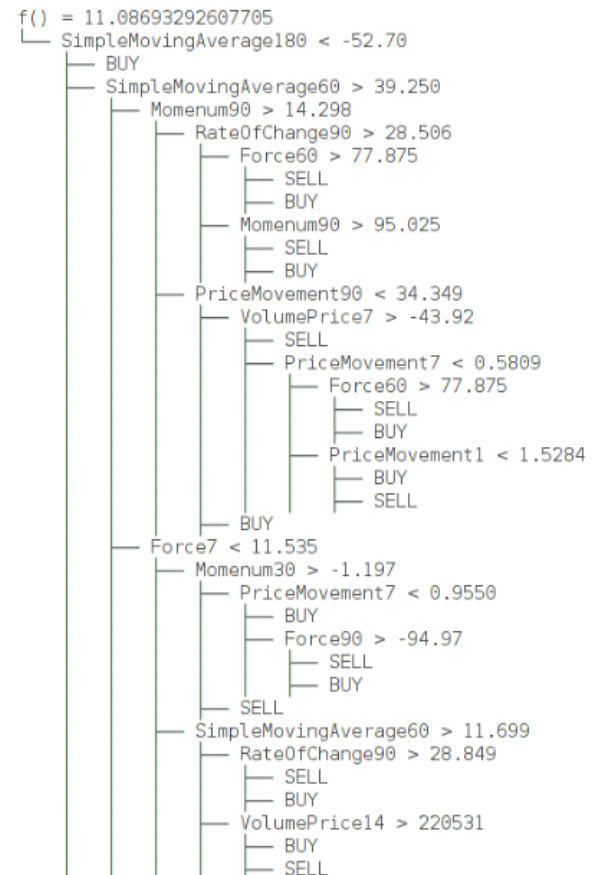 f() = 11.08693292607705
SimpleMovingAverage180 < -52.70
BUY
SimpleMovingAverage60 > 39.250
Momenum90 > 14.298
RateOfChange90 > 28.506
Force60 > 77.875
SELL
BUY
Momenum90 > 95.025
SELL
BUY
PriceMovement90 < 34.349
VolumePrice7 > -43.92
SELL
PriceMovement7 < 0.5809
Force60 > 77.875
SELL
BUY
PriceMovement1 < 1.5284
BUY
SELL
BUY
Force7 < 11.535
Momenum30 > -1.197
PriceMovement7 < 0.9550
BUY
Force90 > -94.97
SELL
BUY
SELL
SimpleMovingAverage60 > 11.699
RateOfChange90 > 28.849
SELL
BUY
VolumePrice14 > 220531
BUY
SELL